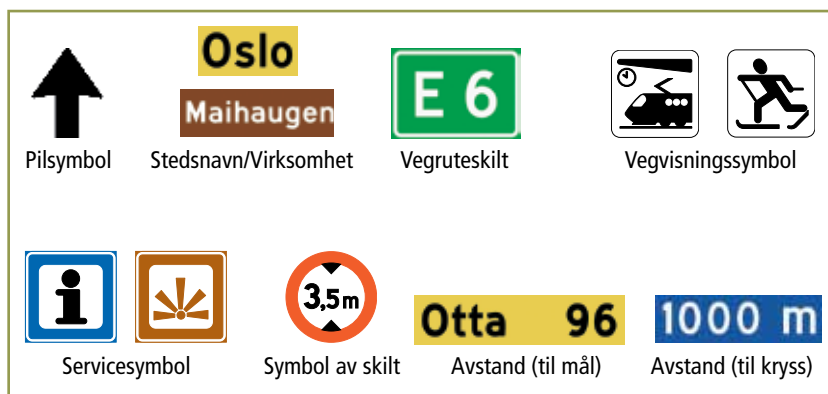 Oslo
Maihaugen
E 6
Pilsymbol
Stedsnavn/Virksomhet
Vegruteskilt
Vegvisningssymbol
i
3,5m
Otta 96
1000 m
Servicesymbol
Symbol av skilt
Avstand (til mål)
Avstand (til kryss)